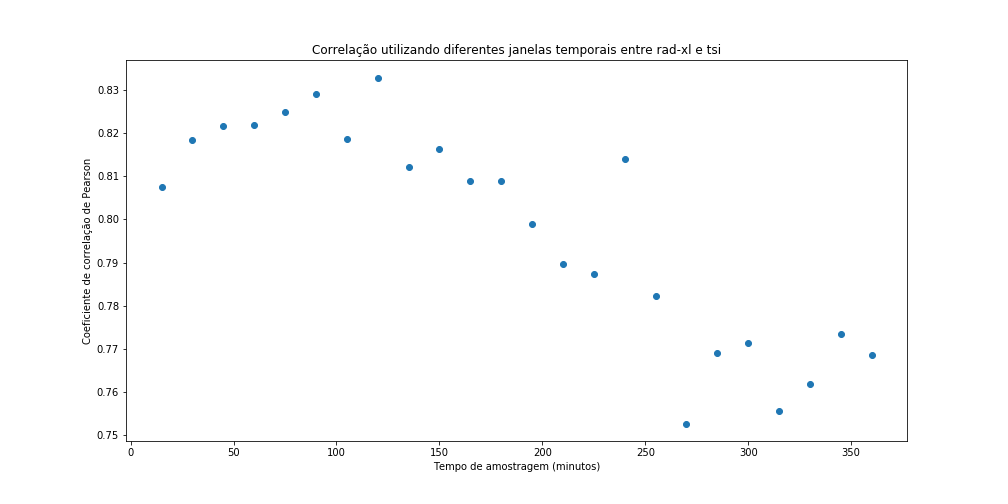 Correlação utilizando diferentes janelas temporais entre rad-xl e tsi
Coeficiente de correlação de Pearson
0.83
0.82
0.81
0.80
0.79
0.78
0.77
0.76
0.75
0 50 100 150 200 250 300 350
Tempo de amostragem (minutos)